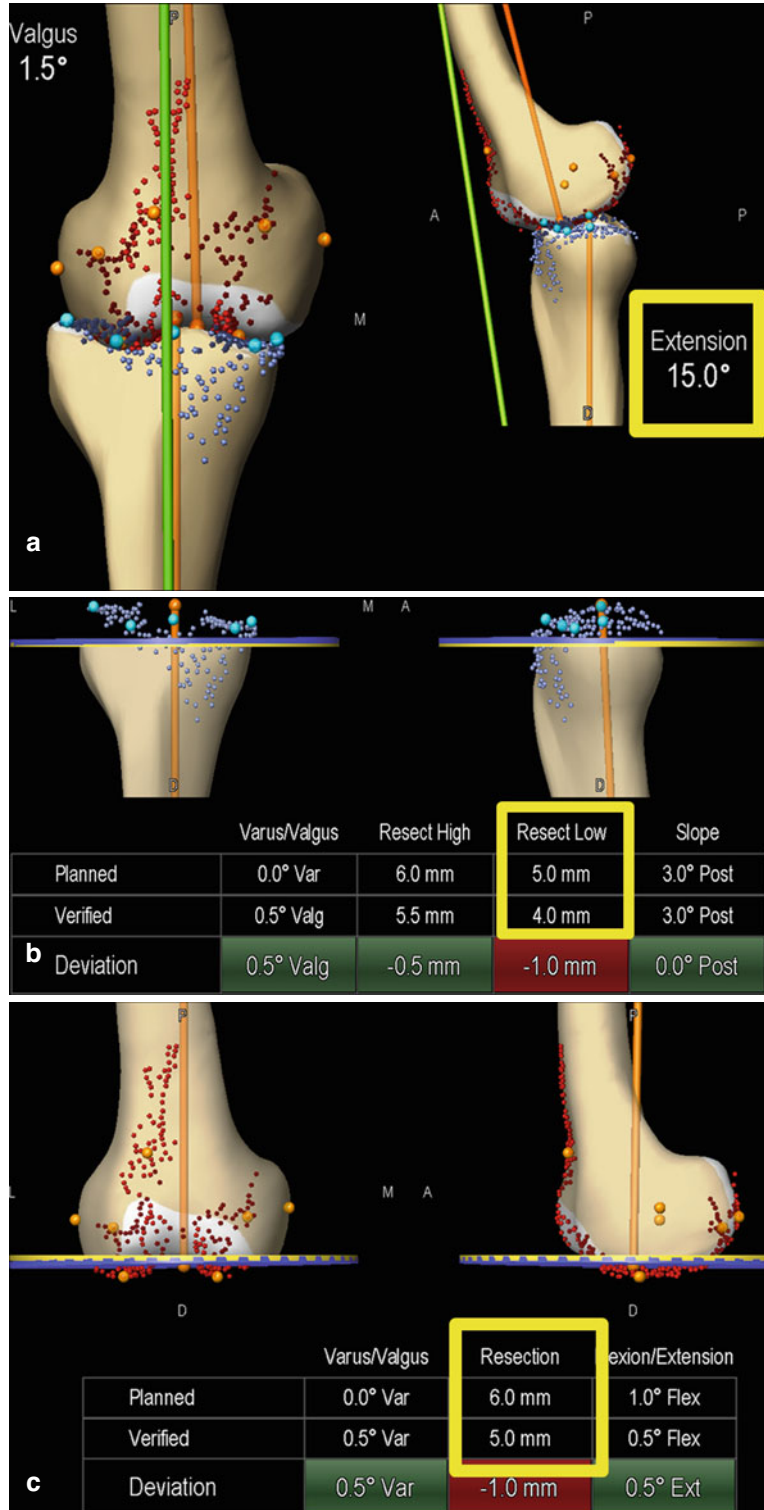 Valgus
1.5°
P
P
A
P
M
Extension
15.0°
D
a
L
M
A
D
D
Varus/Valgus Resect High Resect Low Slope
Planned 0.0° Var 6.0 mm 5.0 mm 3.0° Post
Verified 0.5° Valg 5.5 mm 4.0 mm 3.0° Post
Deviation 0.5° Valg -0.5 mm -1.0 mm 0.0° Post
b
P
P
L
M
A
D
D
Varus/Valgus Resection lexion/Extension
Planned 0.0° Var 6.0 mm 1.0° Flex
Verified 0.5° Var 5.0 mm 0.5° Flex
Deviation 0.5° Var -1.0 mm 0.5° Ext
c